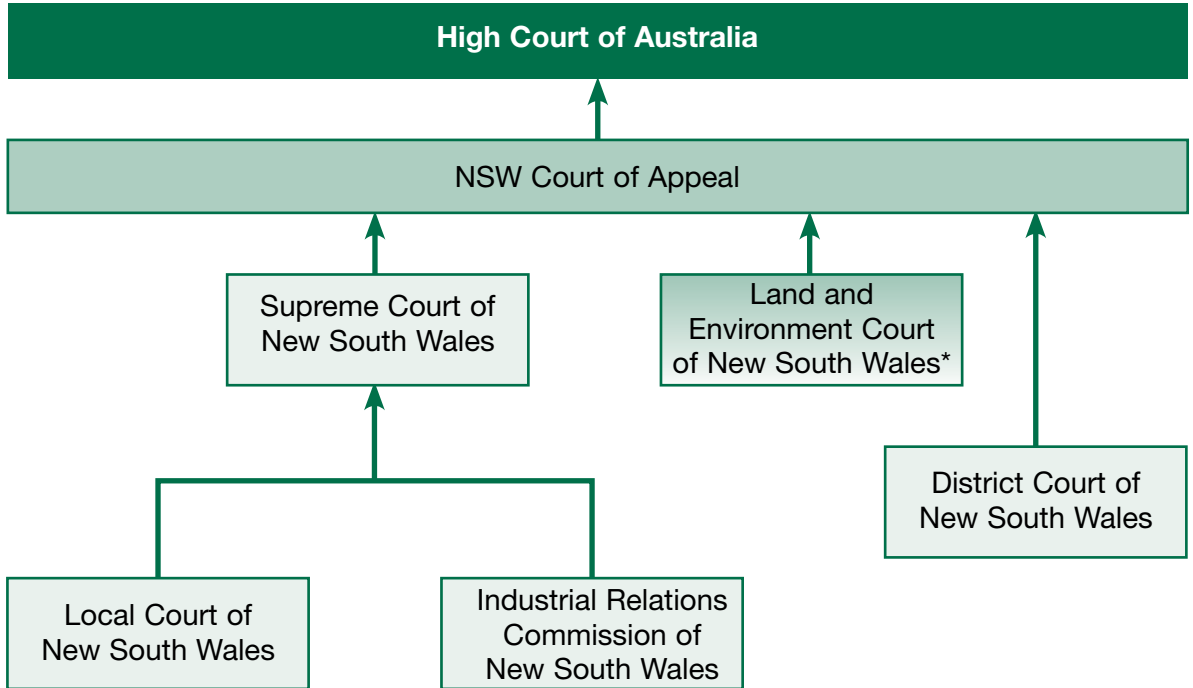 High Court of Australia
NSW Court of Appeal
Supreme Court of
New South Wales
Land and
Environment Court
of New South Wales*
District Court of
New South Wales
Local Court of
New South Wales
Industrial Relations
Commission of
New South Wales